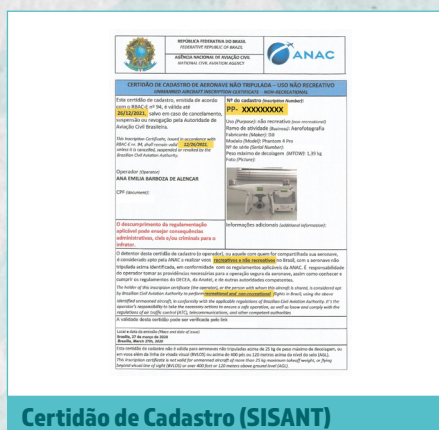 REPÚBLICA FEDERATIVA DO BRASIL
FEDERATIVE REPUBLIC OF BRAZIL
AGÊNCIA NACIONAL DE AVIAÇÃO CIVIL
NATIONAL CIVIL AVIATION AGENCY
ANAC
CERTIDÃO DE CADASTRO DE AERONAVE NÃO TRIPULADA – USO NÃO RECREATIVO
UNMANNED AIRCRAFT INSCRIPTION CERTIFICATE – NON-RECREATIONAL
Esta certidão de cadastro, emitida de acordo
com o RBAC-E nº 94, é válida até
20/12/2021, salvo em caso de cancelamento,
suspensão ou revogação pela Autoridade de
Aviação Civil Brasileira.
This Inscription Certificate, issued in accordance with
RBAC-E nr. 94, shall remain valid 12/20/2021,
unless it is cancelled, suspended or revoked by the
Brazilian Civil Aviation Authority.
Operador (Operator)
ANA EMILIA BARBOZA DE ALENCAR
CPF (document):
Nº do cadastro (Inscription Number):
PP- XXXXXXXXX
Uso (Purpose): não recreativo (non-recreational)
Ramo de atividade (Business): Aerofotografia
Fabricante (Maker): DJI
Modelo (Model): Phantom 4 Pro
Nº de série (Serial Number):
Peso máximo de decolagem (MTOW): 1,39 kg
Foto (Picture):
O descumprimento da regulamentação
aplicável pode ensejar consequências
administrativas, cíveis e/ou criminais para o
infrator.
Informações adicionais (additional information):
O detentor desta certidão de cadastro (o operador), ou aquele com quem for compartilhada sua aeronave,
é considerado apto pela ANAC a realizar voos recreativos e não recreativos no Brasil, com a aeronave não
tripulada acima identificada, em conformidade com os regulamentos aplicáveis da ANAC. É responsabilidade
do operador tomar as providências necessárias para a operação segura da aeronave, assim como conhecer e
cumprir os regulamentos do DECEA, da Anatel, e de outras autoridades competentes.
The holder of this inscription certificate (the operator), or the person with whom this aircraft is shared, is considered apt
by Brazilian Civil Aviation Authority to perform recreational and nonrecreational flights in Brazil, using the above
identified unmanned aircraft, in conformity with the applicable regulations of Brazilian Civil Aviation Authority. It's the
operator's responsibility to take the necessary actions to ensure a safe operation, as well as know and comply with the
regulations of air traffic control (ATC), telecommunications, and other competent authorities.
A validade desta certidão pode ser verificada pelo link
Local e data da emissão (Place and date of issue):
Brasília, 27 de março de 2020
Brasília, March 27th, 2020
Esta certidão de cadastro não é válida para aeronaves não tripuladas acima de 25 kg de peso máximo de decolagem, ou
em voos além da linha de visada visual (BVLOS) ou acima de 400 pés ou 120 metros acima do nível do solo (AGL).
This inscription certificate is not valid for unmanned aircraft of more than 25 kg maximum takeoff weight, or flying
beyond visual line of sight (BVLOS) or over 400 feet or 120 meters above ground level (AGL).
Certidão de Cadastro (SISANT)